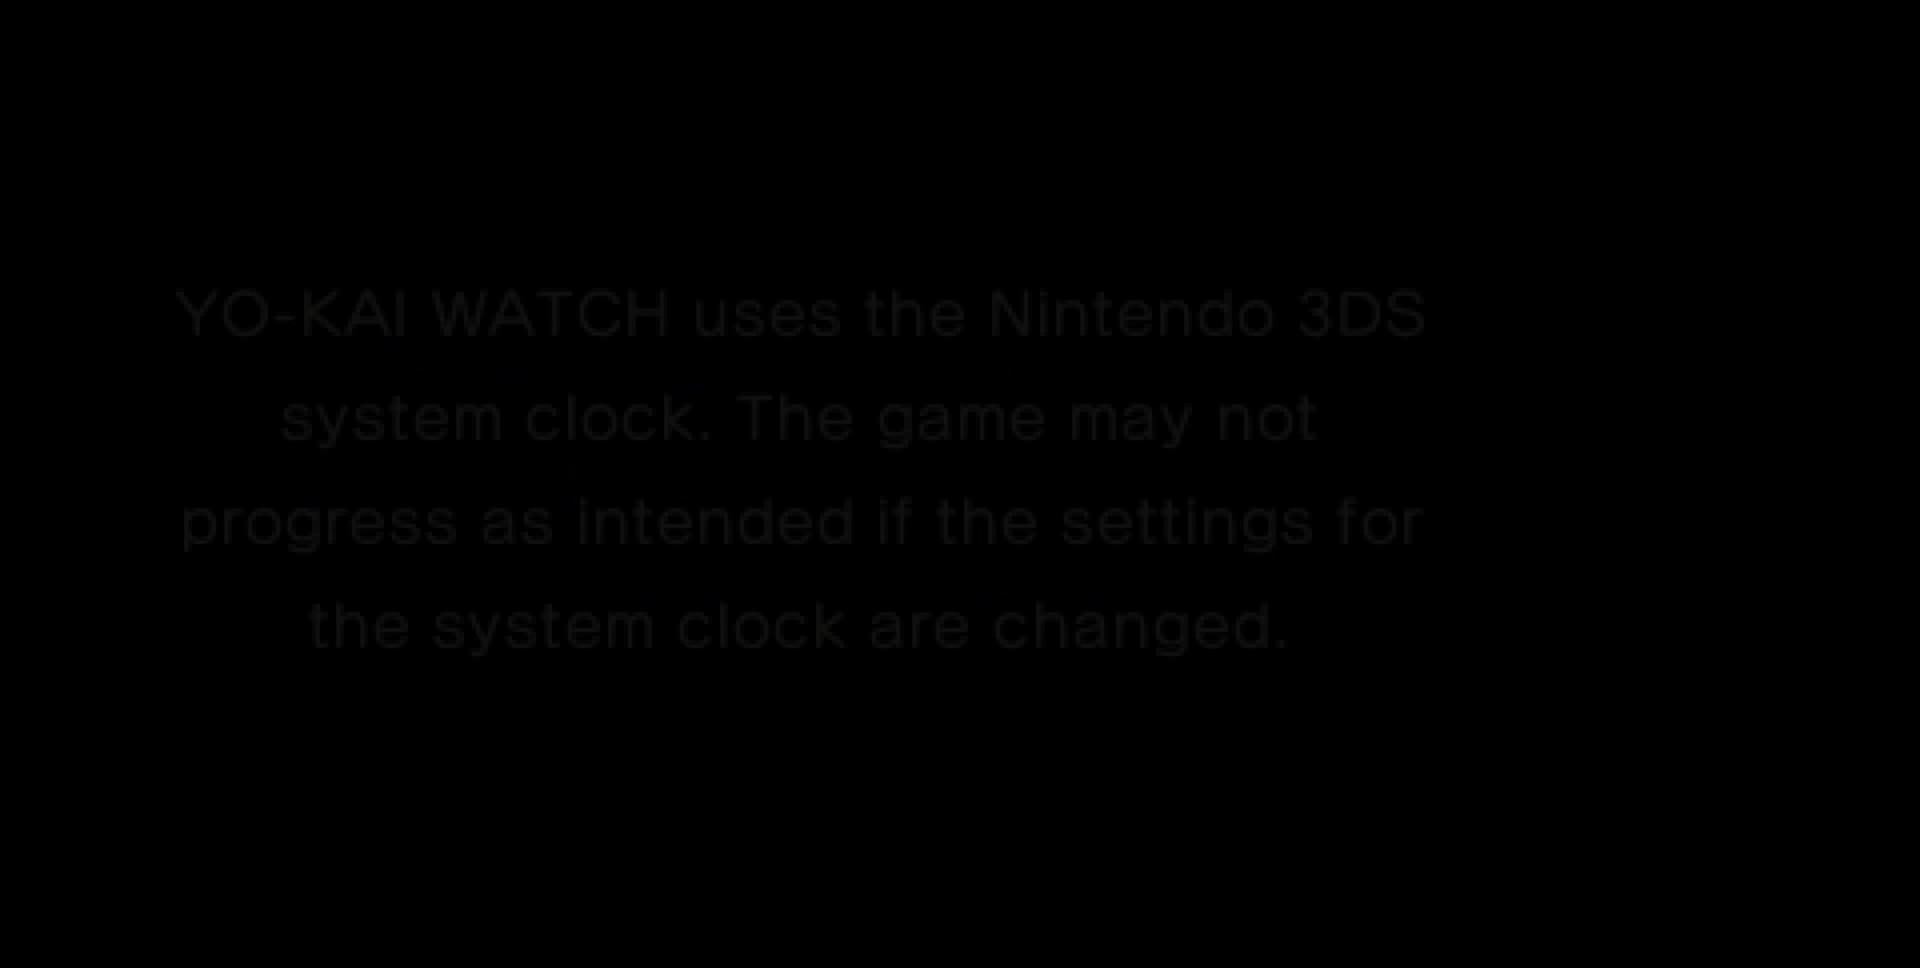 YO-KAI WATCH uses the Nintendo 3DS
system clock. The game may not
progress as intended if the settings for
the system clock are changed.